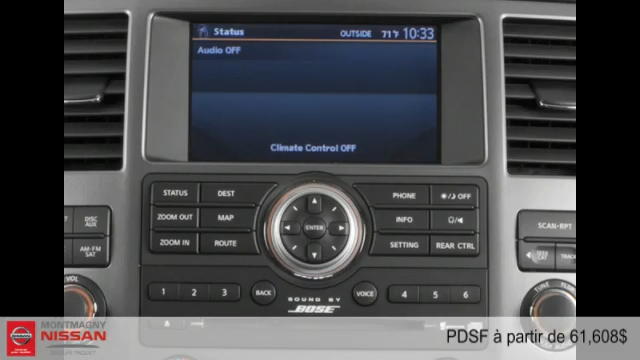 Status OUTSIDE 71°F 10:33
Audio OFF
Climate Control OFF
STATUS DEST PHONE OFF
ZOOM OUT MAP ENTER INFO
ZOOM IN ROUTE SETTING REAR CTRL
DISC AUX
AM-FM SAT
SCAN•RPT
TRACK
VOL
TUNE
1 2 3 BACK VOICE 4 5 6
SOUND BY
BOSE
MONTMAGNY
NISSAN
PDSF à partir de 61,608$